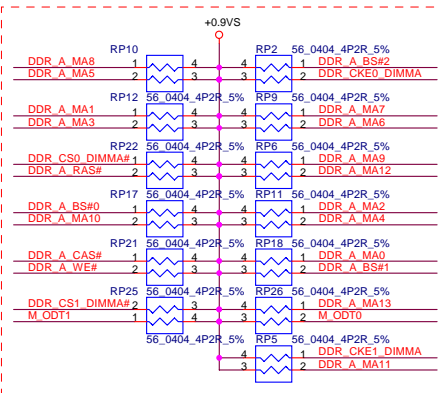 +0.9VS
RP10 RP2 56_0404_4P2R_5%
DDR_A_MA8 1 4 4 1 DDR_A_BS#2
DDR_A_MA5 2 3 3 2 DDR_CKE0_DIMMA
RP12 56_0404_4P2R_5% RP9 56_0404_4P2R_5%
DDR_A_MA1 1 4 4 1 DDR_A_MA7
DDR_A_MA3 2 3 3 2 DDR_A_MA6
RP22 56_0404_4P2R_5% RP6 56_0404_4P2R_5%
DDR_CS0_DIMMA# 1 4 4 1 DDR_A_MA9
DDR_A_RAS# 2 3 3 2 DDR_A_MA12
RP17 56_0404_4P2R_5% RP11 56_0404_4P2R_5%
DDR_A_BS#0 1 4 4 1 DDR_A_MA2
DDR_A_MA10 2 3 3 2 DDR_A_MA4
RP21 56_0404_4P2R_5% RP18 56_0404_4P2R_5%
DDR_A_CAS# 1 4 4 1 DDR_A_MA0
DDR_A_WE# 2 3 3 2 DDR_A_BS#1
RP25 56_0404_4P2R_5% RP26 56_0404_4P2R_5%
DDR_CS1_DIMMA# 2 3 4 1 DDR_A_MA13
M_ODT1 1 4 3 2 M_ODT0
56_0404_4P2R_5% RP5 56_0404_4P2R_5%
4 1 DDR_CKE1_DIMMA
3 2 DDR_A_MA11